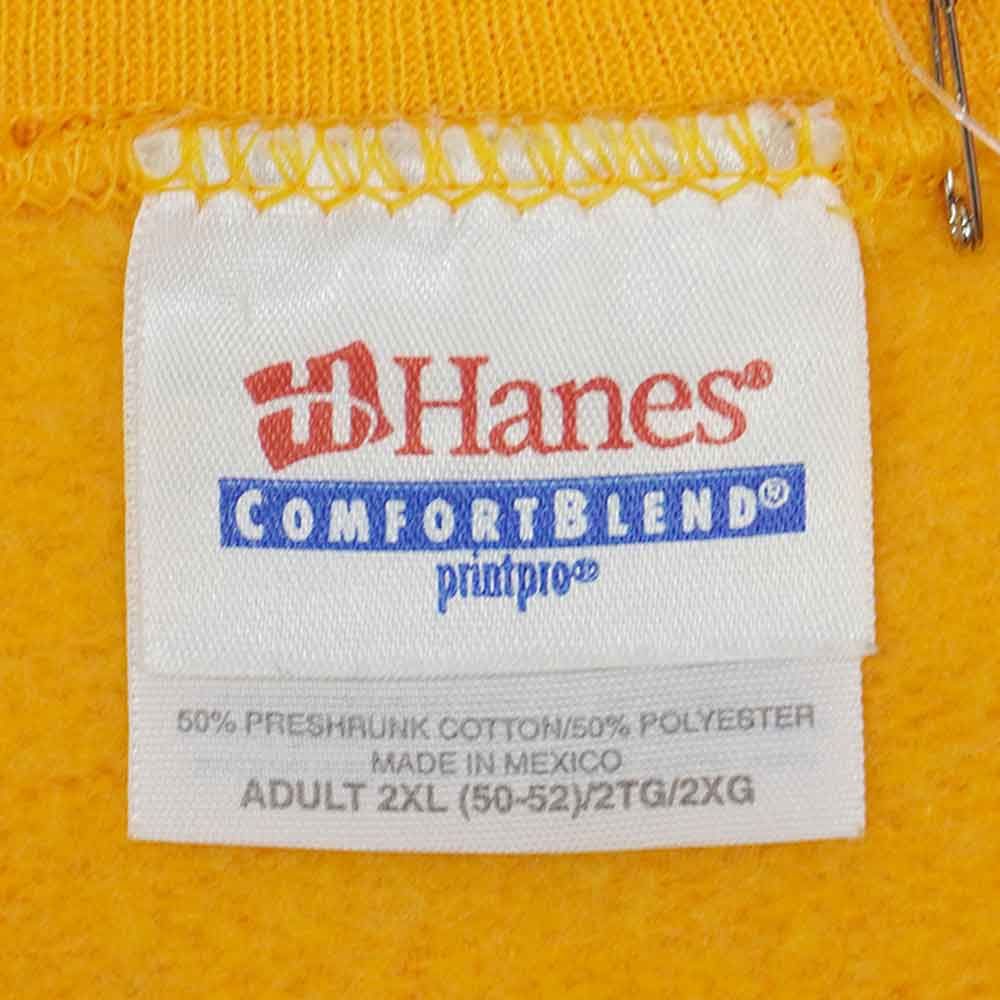 Hanes®
COMFORTBLEND®
printpro®
50% PRESHRUNK COTTON/50% POLYESTER
MADE IN MEXICO
ADULT 2XL (50-52)/2TG/2XG